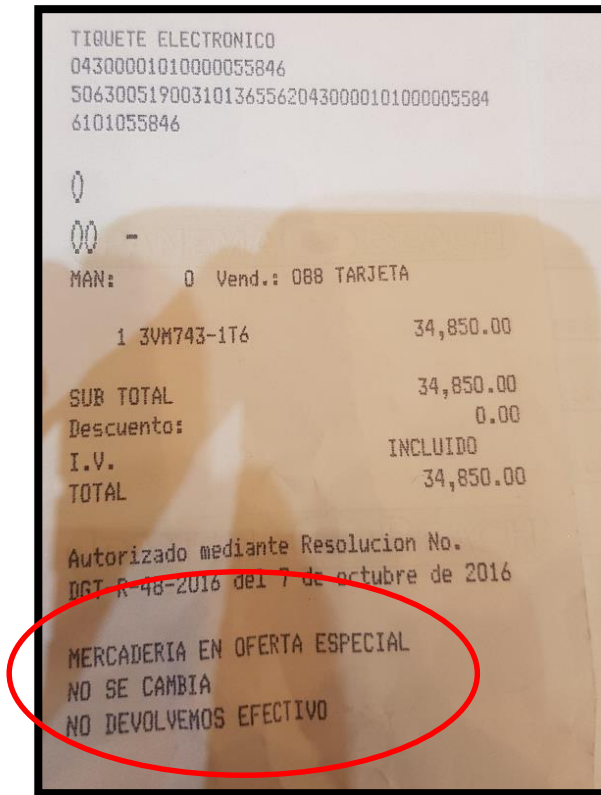 TIQUETE ELECTRONICO
04300001010000055846
5063005190031013655620430000101000005584
6101055846
()
()() -
MAN: 0 Vend.: 088 TARJETA
1 3VM743-1T6 34,850.00
SUB TOTAL 34,850.00
Descuento: 0.00
I.V. INCLUIDO
TOTAL 34,850.00
Autorizado mediante Resolucion No.
DGT-R-48-2016 del 7 de octubre de 2016
MERCADERIA EN OFERTA ESPECIAL
NO SE CAMBIA
NO DEVOLVEMOS EFECTIVO